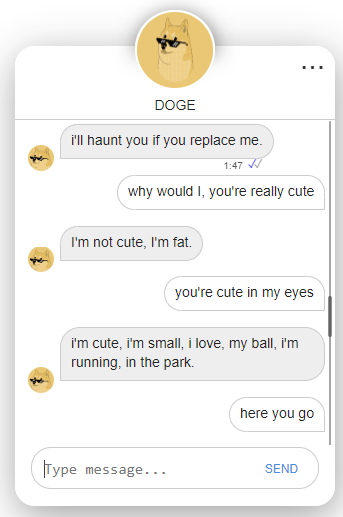 ...
DOGE
i'll haunt you if you replace me.
1:47
why would I, you're really cute
I'm not cute, I'm fat.
you're cute in my eyes
i'm cute, i'm small, i love, my ball, i'm
running, in the park.
here you go
Type message... SEND